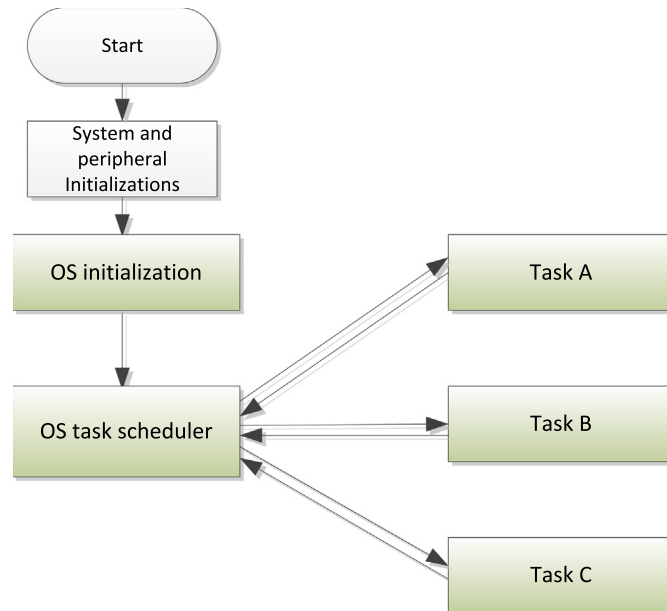 Start
System and
peripheral
Initializations
OS initialization
Task A
OS task scheduler
Task B
Task C